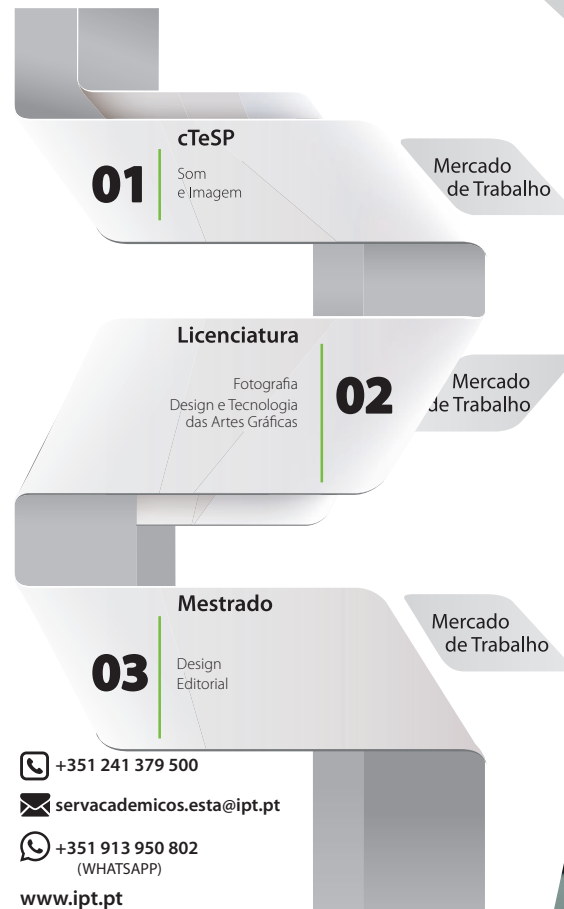 cTeSP
01
Som
e Imagem
Mercado
de Trabalho
Licenciatura
Fotografia
Design e Tecnologia
das Artes Gráficas
02
Mercado
de Trabalho
Mestrado
03
Design
Editorial
Mercado
de Trabalho
+351 241 379 500
servacademicos.esta@ipt.pt
+351 913 950 802
(WHATSAPP)
www.ipt.pt